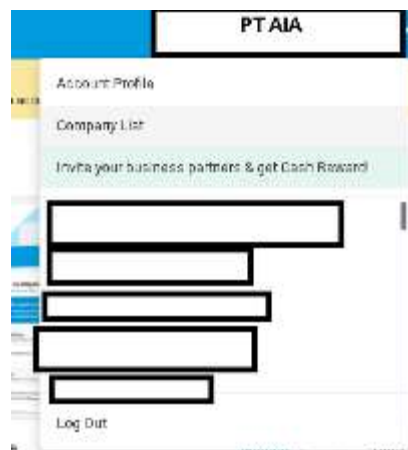 PT AIA
Account Profile
Company List
Invite your business partners & get Cash Reward!
Log Out